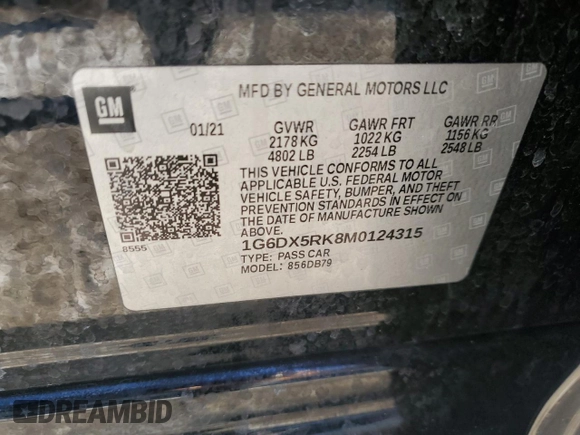 GM
MFD BY GENERAL MOTORS LLC
01/21 GVWR GAWR FRT GAWR RR
2178 KG 1022 KG 1156 KG
4802 LB 2254 LB 2548 LB
THIS VEHICLE CONFORMS TO ALL
APPLICABLE U.S. FEDERAL MOTOR
VEHICLE SAFETY, BUMPER, AND THEFT
PREVENTION STANDARDS IN EFFECT ON
THE DATE OF MANUFACTURE SHOWN
ABOVE.
8555
1G6DX5RK8M0124315
TYPE: PASS CAR
MODEL: 856DB79
DREAMBID